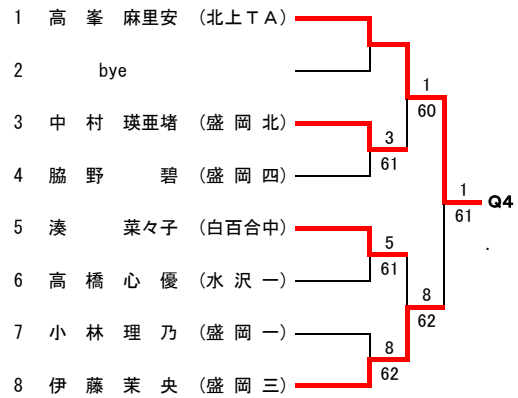 1 高 峯 麻里安 (北上TA)
2 bye
1
60
3 中 村 瑛亜堵 (盛 岡 北)
3
61
4 脇 野 碧 (盛 岡 四)
1 Q4
61
5 湊 菜々子 (白百合中)
5
61
6 高 橋 心 優 (水 沢 一)
8
62
7 小 林 理 乃 (盛 岡 一)
8
62
8 伊 藤 茉 央 (盛 岡 三)